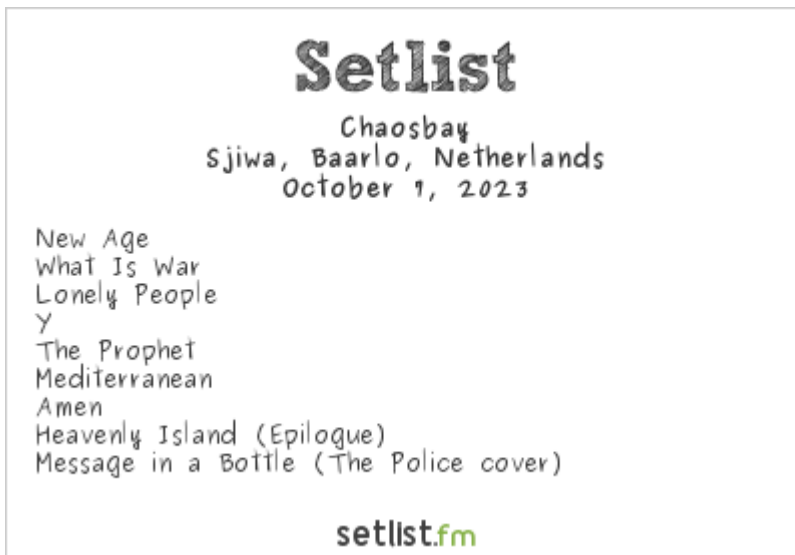 Setlist
Chaosbay
Sjiwa, Baarlo, Netherlands
October 1, 2023
New Age
What Is War
Lonely People
Y
The Prophet
Mediterranean
Amen
Heavenly Island (Epilogue)
Message in a Bottle (The Police cover)
setlist.fm